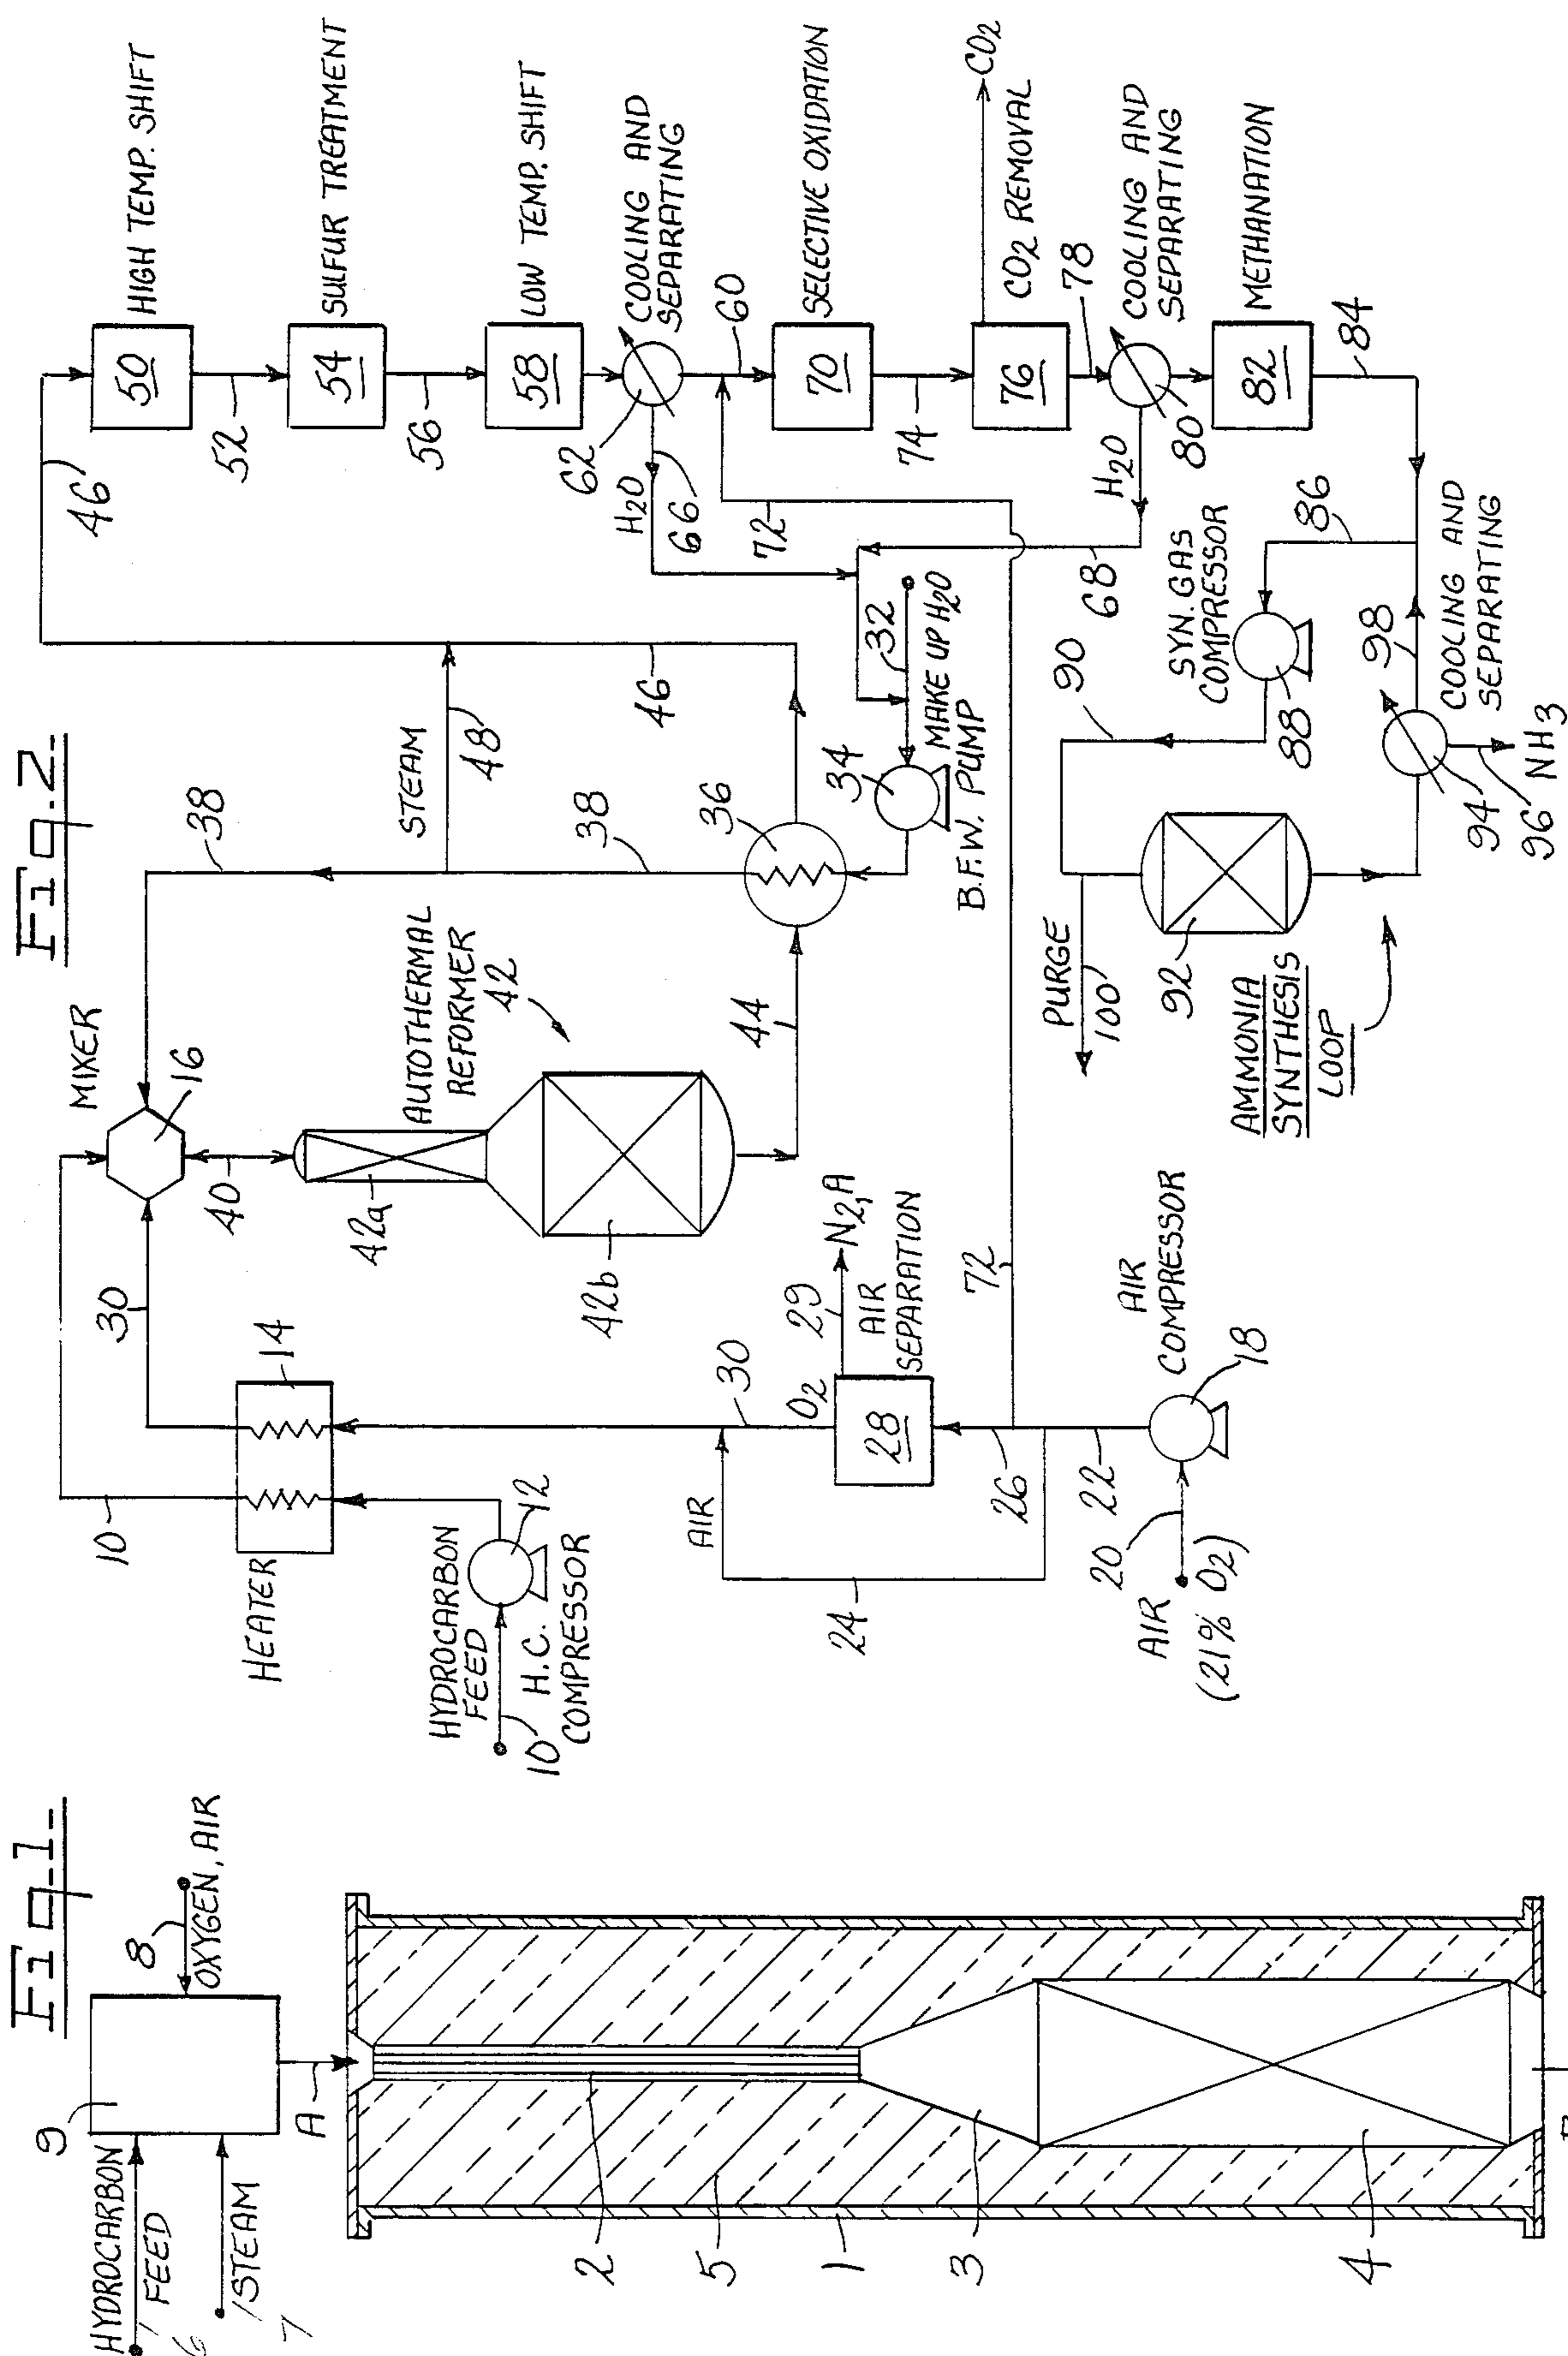 Fig.1.
HYDROCARBON
FEED
6
STEAM
7
9
8
OXYGEN, AIR
A
2
5
1
3
4
Fig.2.
10
30
MIXER
16
38
46
HEATER
14
40
STEAM
48
HIGH TEMP. SHIFT
50
52
SULFUR TREATMENT
54
56
LOW TEMP. SHIFT
58
AUTOTHERMAL
REFORMER
42
42a
42b
38
46
36
44
HYDROCARBON
FEED
10
H.C.
COMPRESSOR
12
AIR
24
30
O2
28
29
N2,A
AIR
SEPARATION
26
22
72
AIR
COMPRESSOR
18
20
AIR
(21% O2)
34
MAKE UP H2O
B.F.W. PUMP
32
62
COOLING AND
SEPARATING
H2O
66
60
72
SELECTIVE OXIDATION
70
74
CO2
CO2 REMOVAL
76
78
COOLING AND
SEPARATING
H2O
68
80
METHANATION
82
84
86
SYN. GAS
COMPRESSOR
88
90
PURGE
100
92
AMMONIA
SYNTHESIS
LOOP
94
96
NH3
98
COOLING AND
SEPARATING